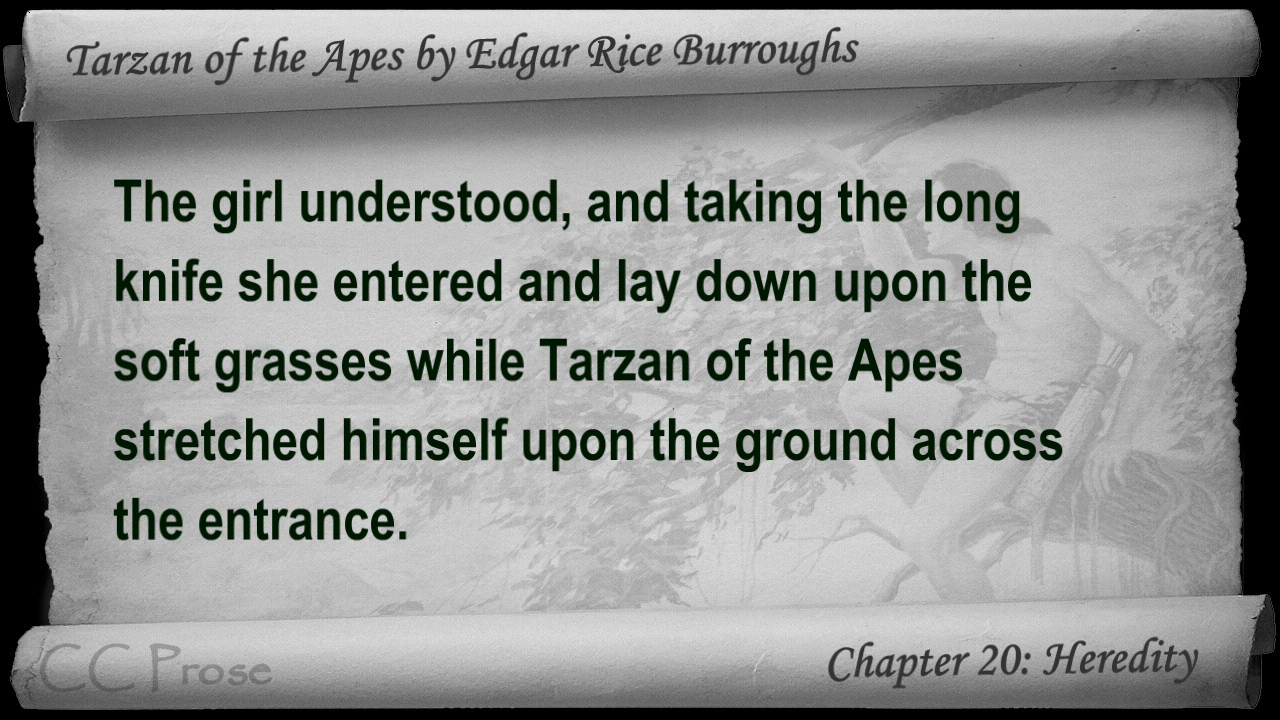 Tarzan of the Apes by Edgar Rice Burroughs
The girl understood, and taking the long
knife she entered and lay down upon the
soft grasses while Tarzan of the Apes
stretched himself upon the ground across
the entrance.
CC Prose
Chapter 20: Heredity